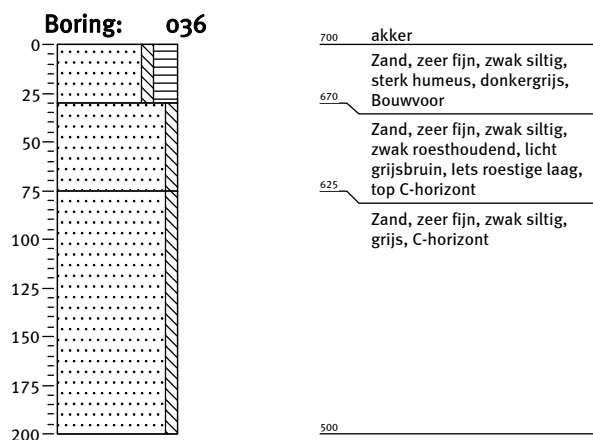 Boring: 036
0
25
50
75
100
125
150
175
200
700 akker
Zand, zeer fijn, zwak siltig,
sterk humeus, donkergrijs,
Bouwvoor
670
Zand, zeer fijn, zwak siltig,
zwak roesthoudend, licht
grijsbruin, Iets roestige laag,
top C-horizont
625
Zand, zeer fijn, zwak siltig,
grijs, C-horizont
500